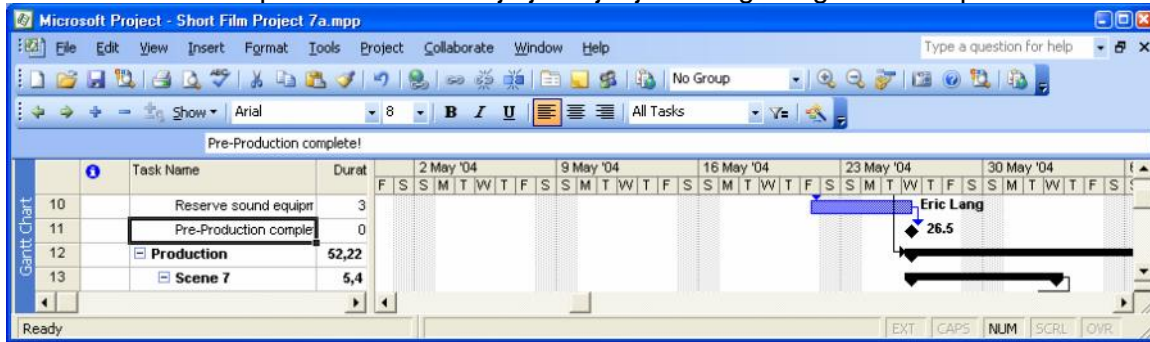 Microsoft Project - Short Film Project 7a.mpp
File Edit View Insert Format Tools Project Collaborate Window Help Type a question for help
No Group
Show Arial 8 B I U All Tasks
Pre-Production complete!
Task Name Durat 2 May '04 9 May '04 16 May '04 23 May '04 30 May '04
F S S M T W T F S S M T W T F S S M T W T F S S M T W T F S S M T W T F S
10 Reserve sound equipm 3 Eric Lang
11 Pre-Production complet 0 26.5
12 Production 52,22
13 Scene 7 5,4
Gantt Chart
Ready EXT CAPS NUM SCRL OVR